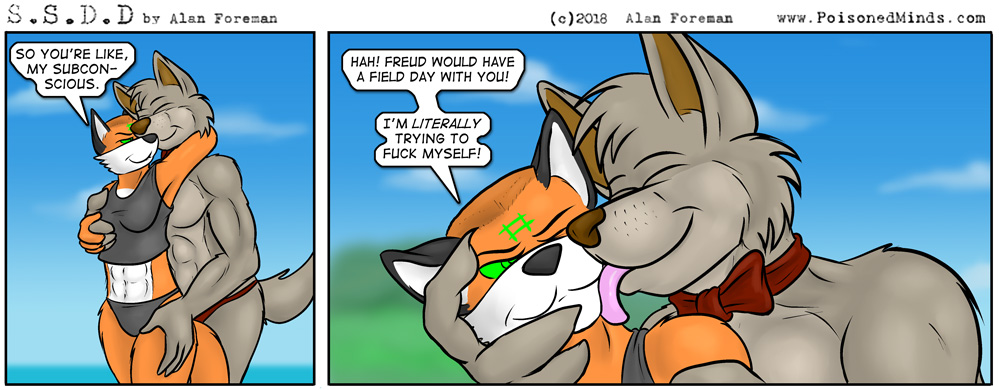 S.S.D.D by Alan Foreman
(c)2018 Alan Foreman
www.PoisonedMinds.com
SO YOU'RE LIKE,
MY SUBCON-
SCIOUS.
HAH! FREUD WOULD HAVE
A FIELD DAY WITH YOU!
I'M LITERALLY
TRYING TO
FUCK MYSELF!